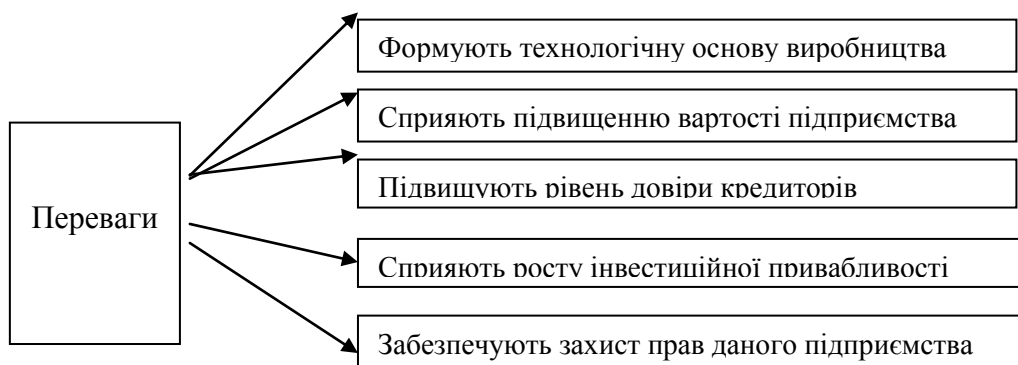 Формують технологічну основу виробництва
Сприяють підвищенню вартості підприємства
Підвищують рівень довіри кредиторів
Переваги
Сприяють росту інвестиційної привабливості
Забезпечують захист прав даного підприємства